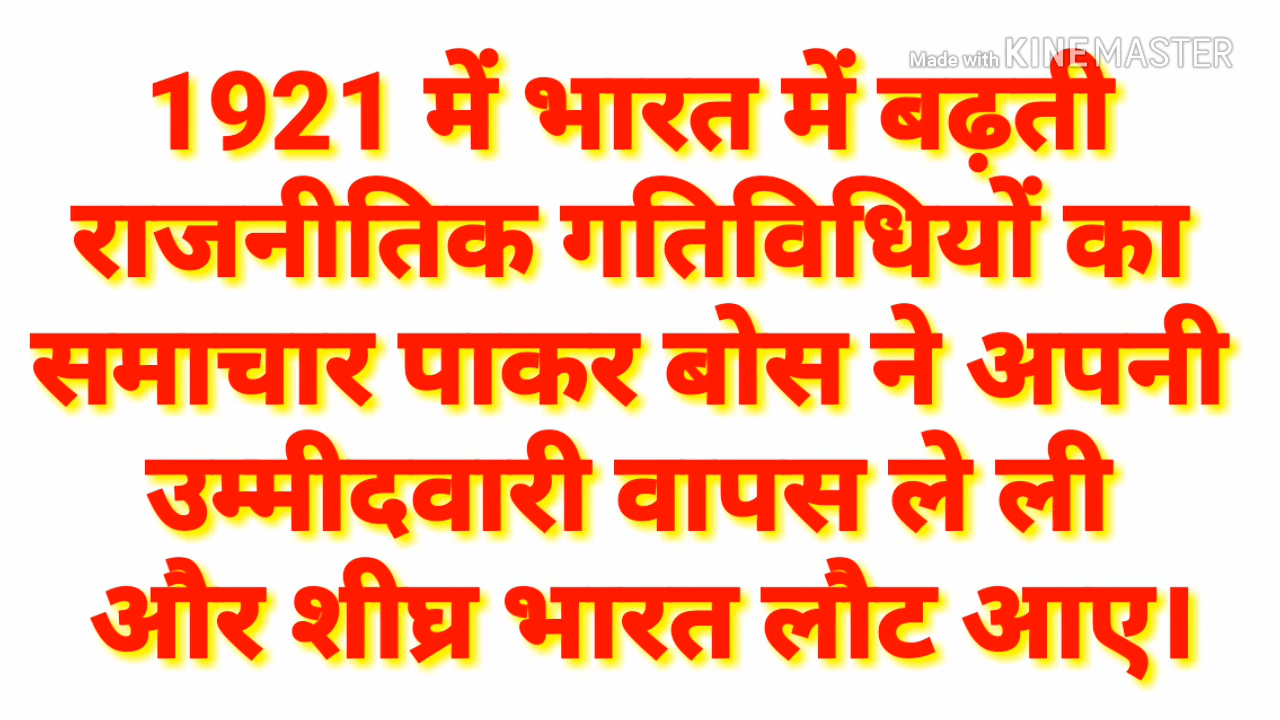 Made with KINEMASTER
1921 में भारत में बढ़ती
राजनीतिक गतिविधियों का
समाचार पाकर बोस ने अपनी
उम्मीदवारी वापस ले ली
और शीघ्र भारत लौट आए।